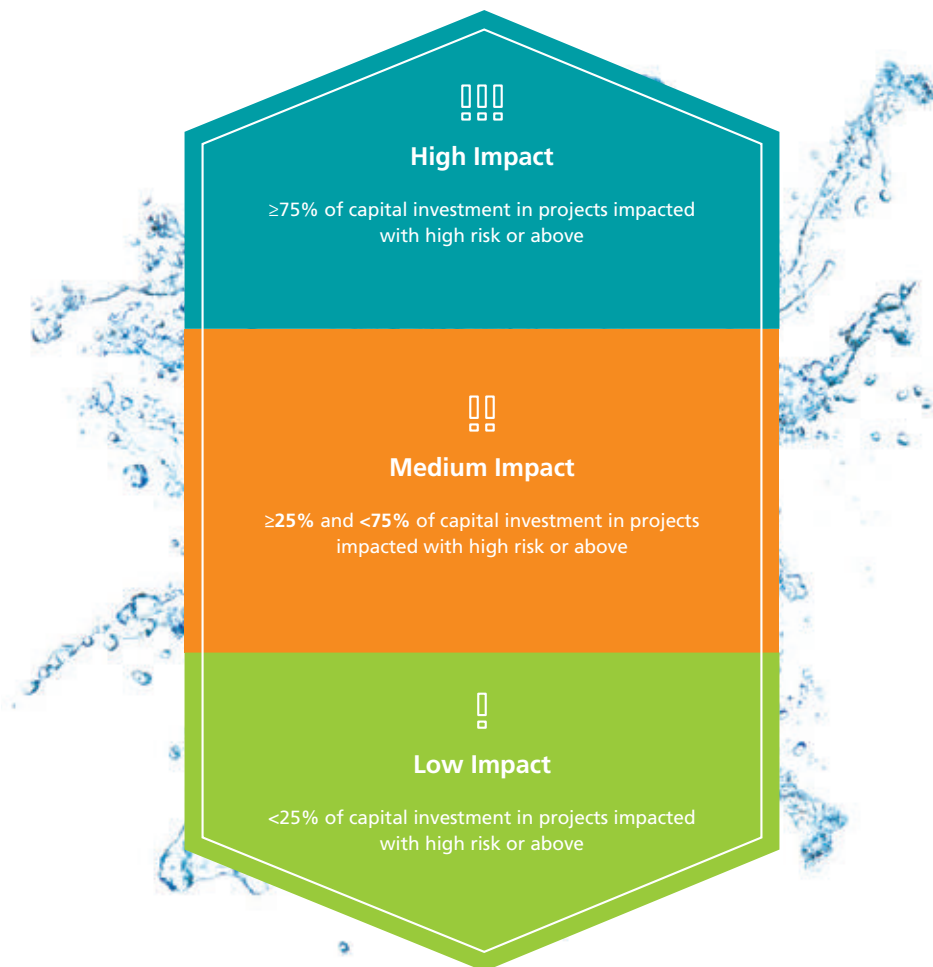 High Impact
≥75% of capital investment in projects impacted
with high risk or above
Medium Impact
≥25% and <75% of capital investment in projects
impacted with high risk or above
Low Impact
<25% of capital investment in projects impacted
with high risk or above